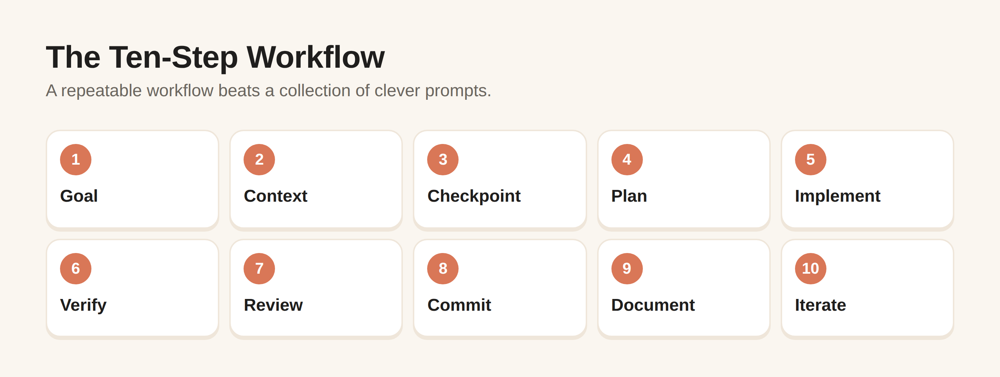 The Ten-Step Workflow
A repeatable workflow beats a collection of clever prompts.
1
Goal
2
Context
3
Checkpoint
4
Plan
5
Implement
6
Verify
7
Review
8
Commit
9
Document
10
Iterate